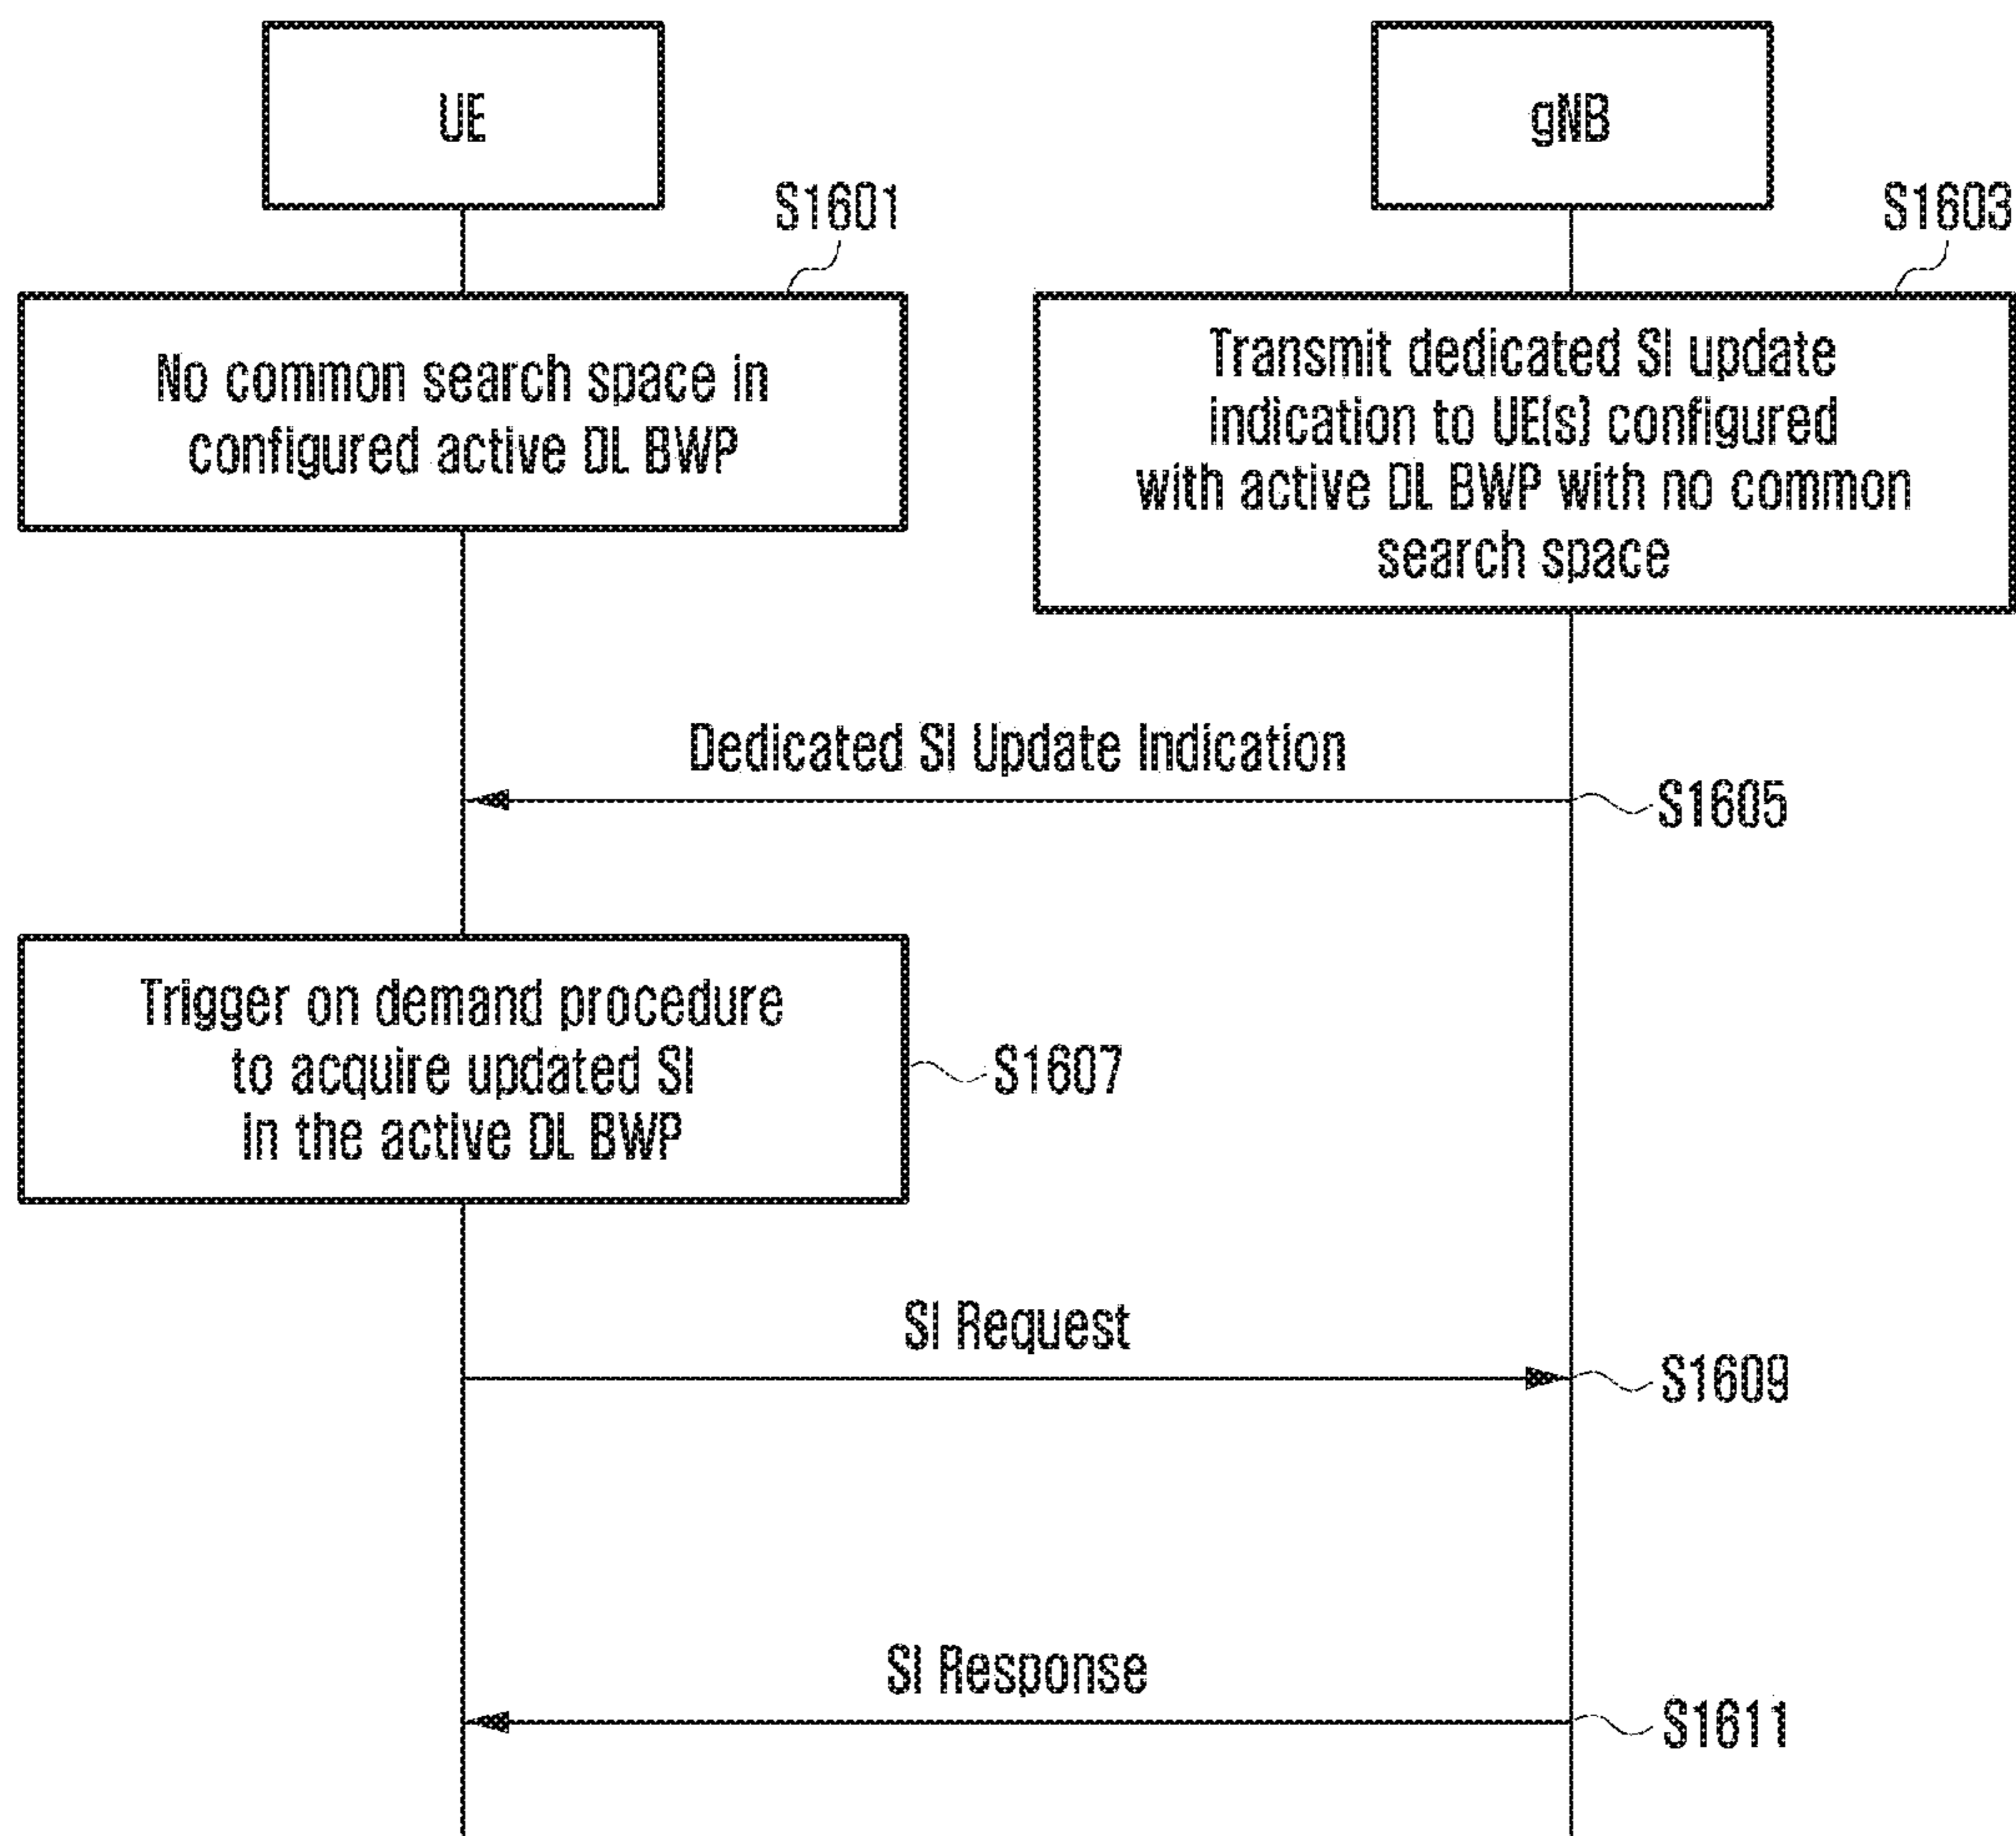 UE
gNB
S1601
S1603
No common search space in
configured active DL BWP
Transmit dedicated SI update
indication to UE(s) configured
with active DL BWP with no common
search space
Dedicated SI Update Indication
S1605
Trigger on demand procedure
to acquire updated SI
in the active DL BWP
S1607
SI Request
S1609
SI Response
S1611